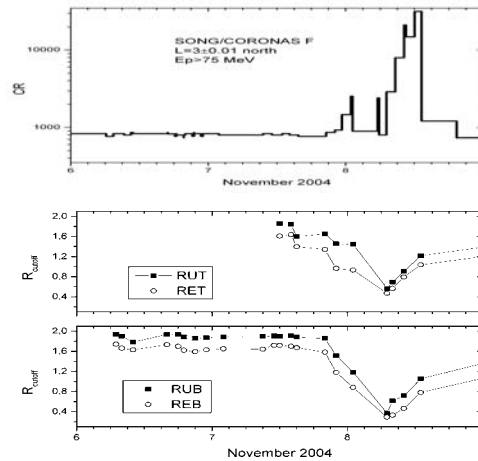 SONG/CORONAS F
L=3±0.01 north
Ep>75 MeV
10000
1000
CR
6 7 8
November 2004
2.0
1.6
1.2
0.8
0.4
Rcutoff
RUT
RET
2.0
1.6
1.2
0.8
0.4
Rcutoff
RUB
REB
6 7 8
November 2004